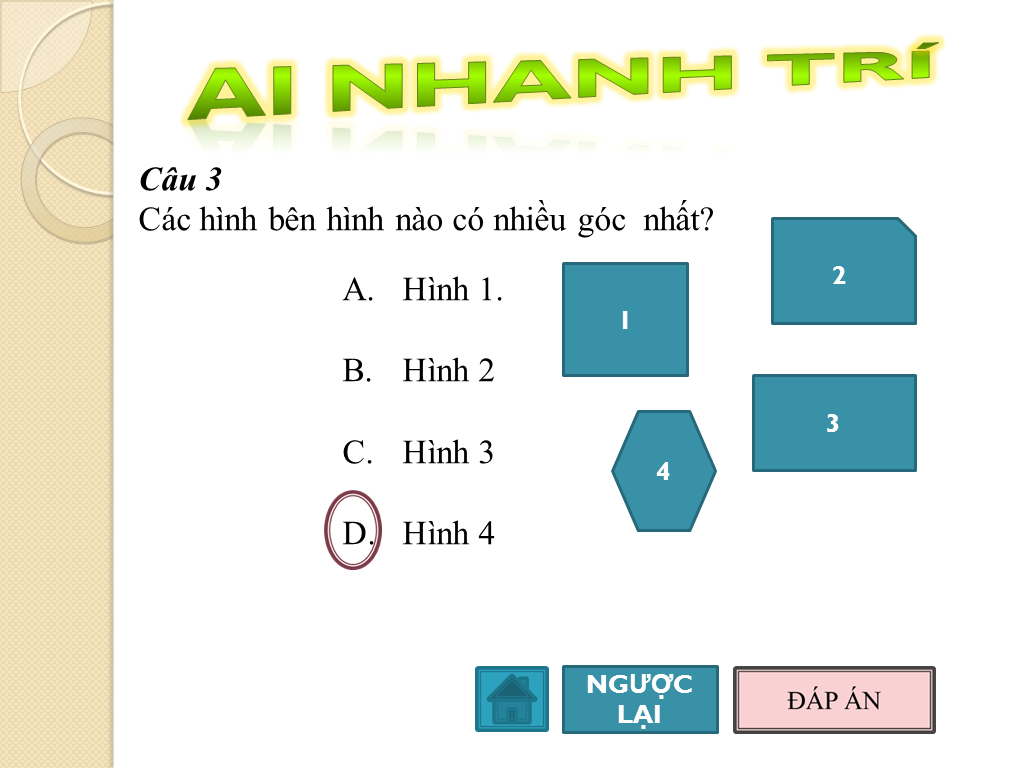 AI NHANH TRÍ
Câu 3
Các hình bên hình nào có nhiều góc nhất?
A. Hình 1.
B. Hình 2
C. Hình 3
D. Hình 4
1
2
3
4
NGƯỢC
LẠI
ĐÁP ÁN